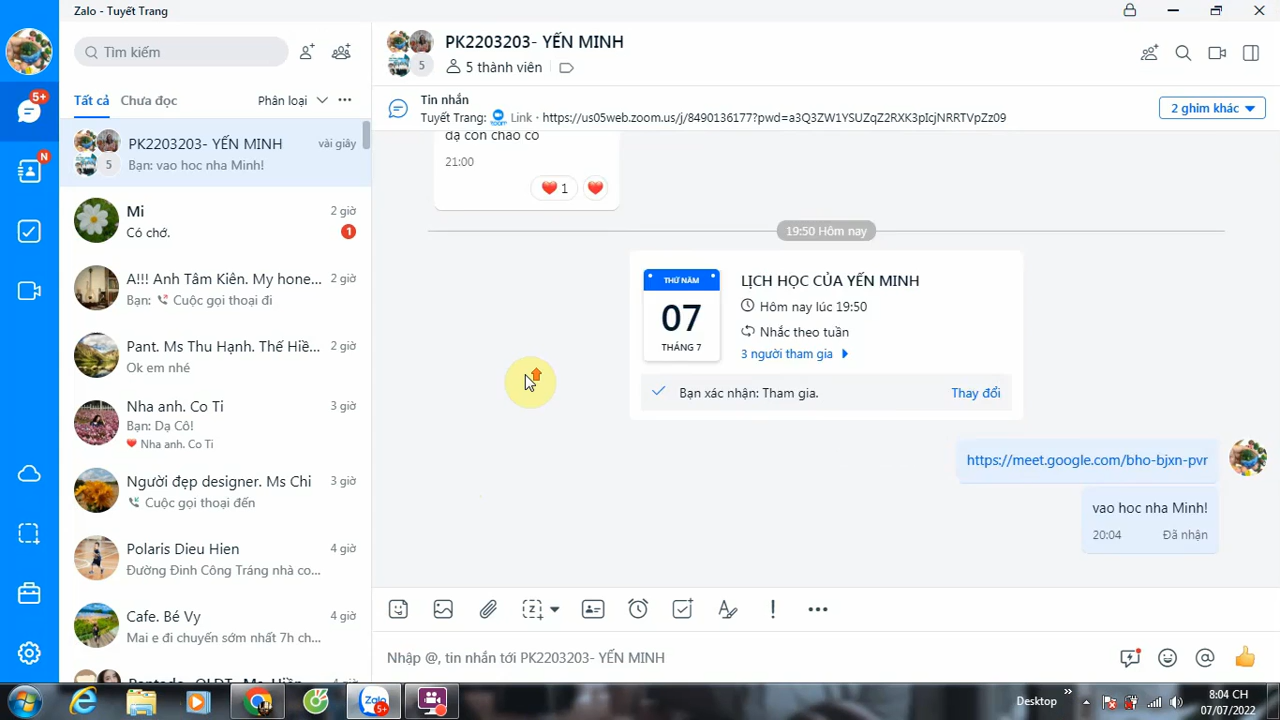 Zalo - Tuyết Trang
Tìm kiếm
5+
N
Tất cả
Chưa đọc
Phân loại
PK2203203- YẾN MINH
vài giây
5
Bạn: vao hoc nha Minh!
Mi
2 giờ
Có chớ.
1
A!!! Anh Tâm Kiên. My hone...
2 giờ
Bạn: Cuộc gọi thoại đi
Pant. Ms Thu Hạnh. Thế Hiề...
2 giờ
Ok em nhé
Nha anh. Co Ti
3 giờ
Bạn: Dạ Cô!
Nha anh. Co Ti
Người đẹp designer. Ms Chi
3 giờ
Cuộc gọi thoại đến
Polaris Dieu Hien
4 giờ
Đường Đinh Công Tráng nhà co...
Cafe. Bé Vy
4 giờ
Mai e đi chuyến sớm nhất 7h ch...
PK2203203- YẾN MINH
5
5 thành viên
Tin nhắn
Tuyết Trang: Link · https://us05web.zoom.us/j/8490136177?pwd=a3Q3ZW1YSUZqZ2RXK3pIcjNRRTVpZz09
2 ghim khác
dạ con chào cô
21:00
1
19:50 Hôm nay
THỨ NĂM
07
THÁNG 7
LỊCH HỌC CỦA YẾN MINH
Hôm nay lúc 19:50
Nhắc theo tuần
3 người tham gia
Bạn xác nhận: Tham gia.
Thay đổi
https://meet.google.com/bho-bjxn-pvr
vao hoc nha Minh!
20:04
Đã nhận
Nhập @, tin nhắn tới PK2203203- YẾN MINH
5+
Desktop
8:04 CH
07/07/2022